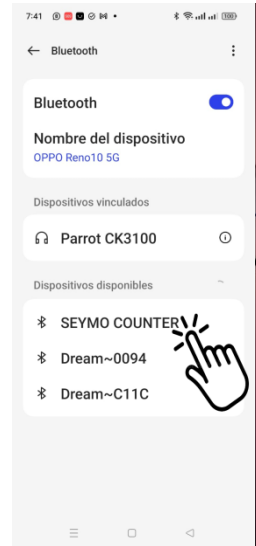 7:41
Bluetooth
Bluetooth
Nombre del dispositivo
OPPO Reno10 5G
Dispositivos vinculados
Parrot CK3100
Dispositivos disponibles
SEYMO COUNTER
Dream~0094
Dream~C11C